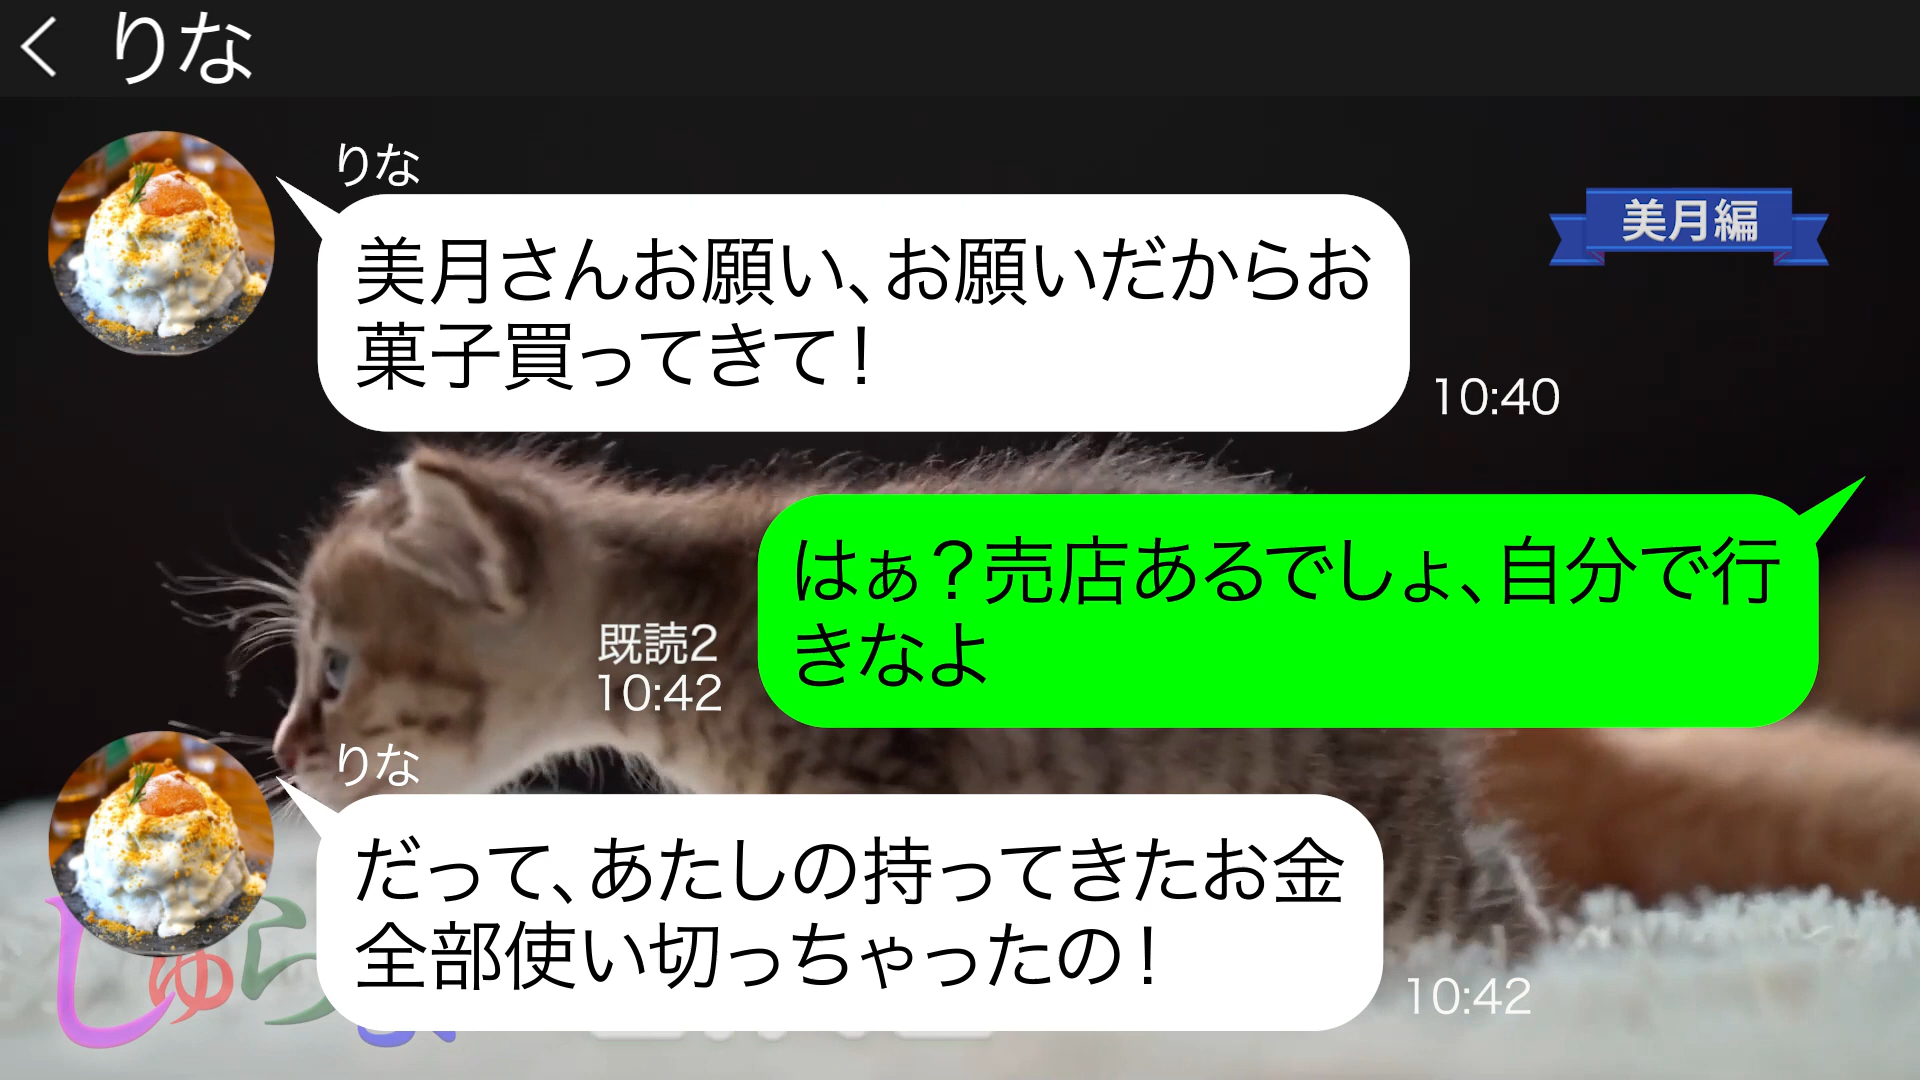 りな
りな
美月編
美月さんお願い、お願いだからお
菓子買ってきて！
10:40
はぁ？売店あるでしょ、自分で行
きなよ
既読2
10:42
りな
だって、あたしの持ってきたお金
全部使い切っちゃったの！
10:42
しゅら